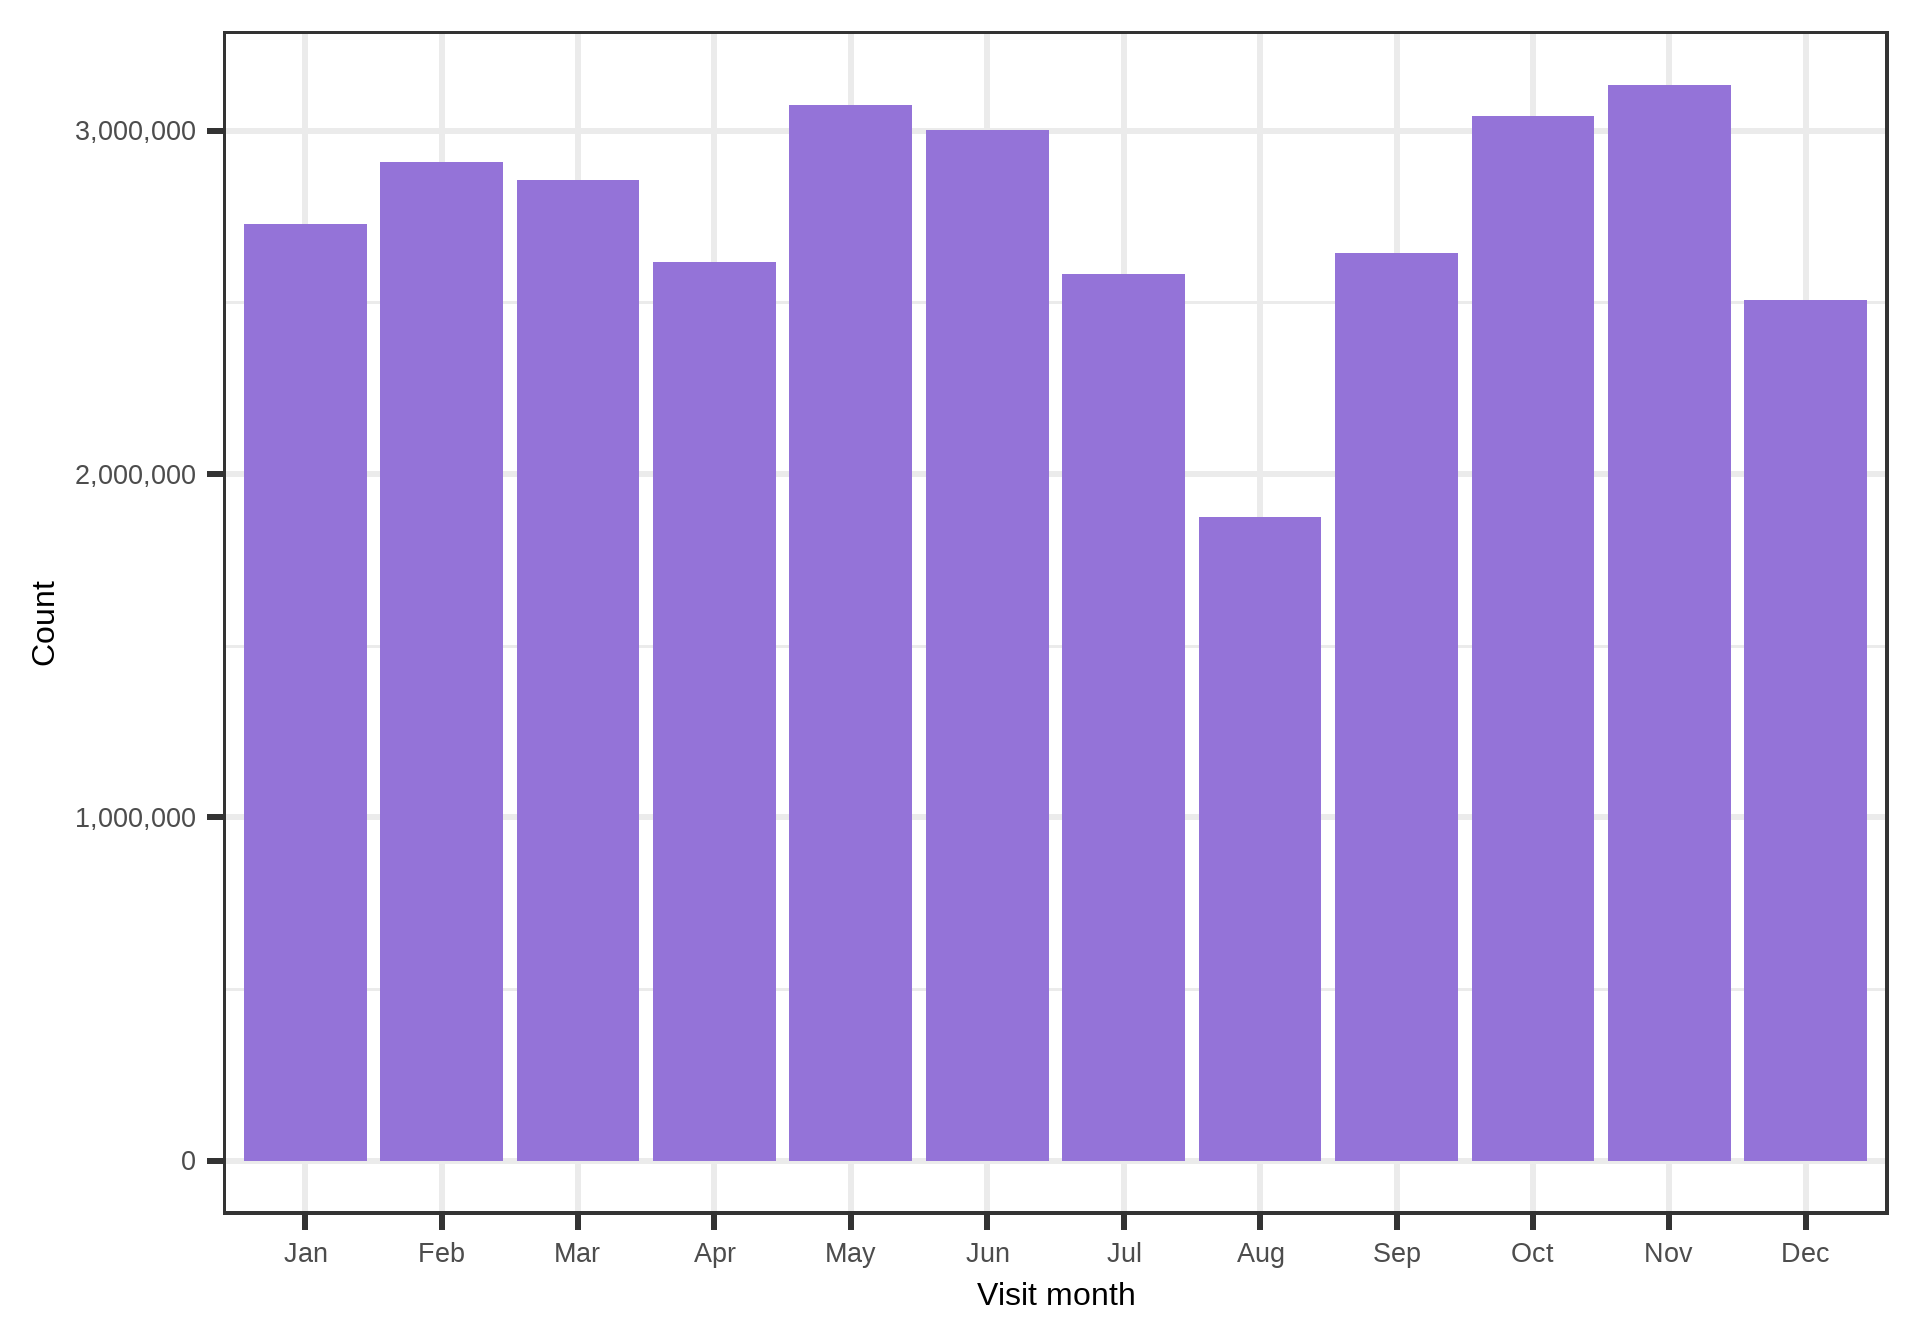 3,000,000
2,000,000
1,000,000
0
Count
Jan Feb Mar Apr May Jun Jul Aug Sep Oct Nov Dec
Visit month